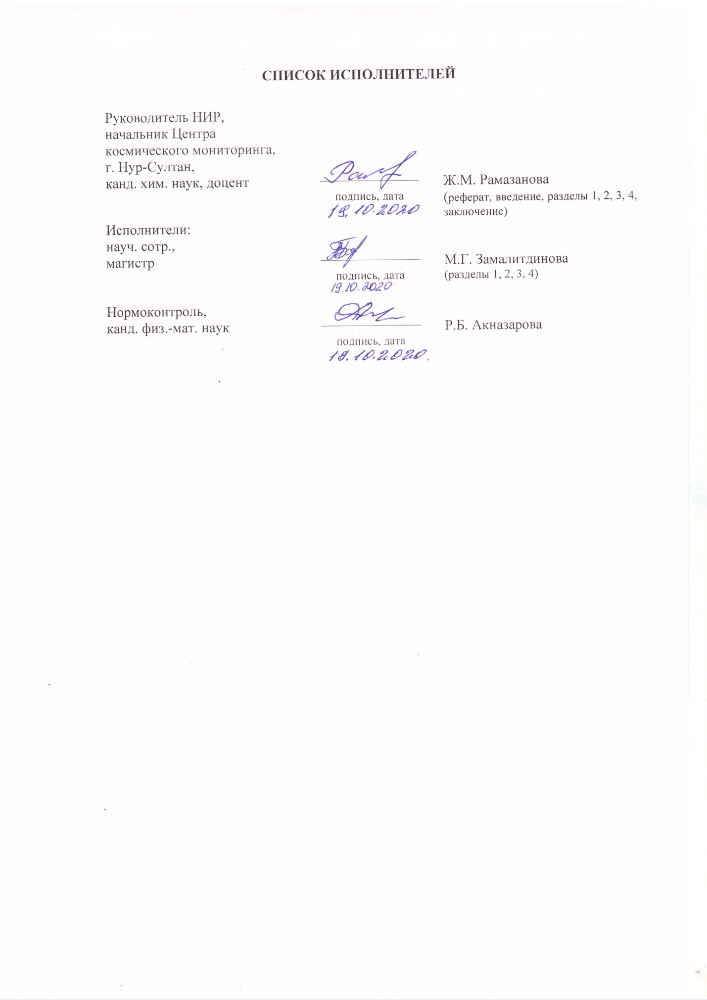 СПИСОК ИСПОЛНИТЕЛЕЙ
Руководитель НИР,
начальник Центра
космического мониторинга,
г. Нур-Султан,
канд. хим. наук, доцент
Ж.М. Рамазанова
подпись, дата
(реферат, введение, разделы 1, 2, 3, 4,
19.10.2020
заключение)
Исполнители:
науч. сотр.,
магистр
М.Г. Замалитдинова
подпись, дата
(разделы 1, 2, 3, 4)
19.10.2020
Нормоконтроль,
канд. физ.-мат. наук
Р.Б. Акназарова
подпись, дата
19.10.2020.